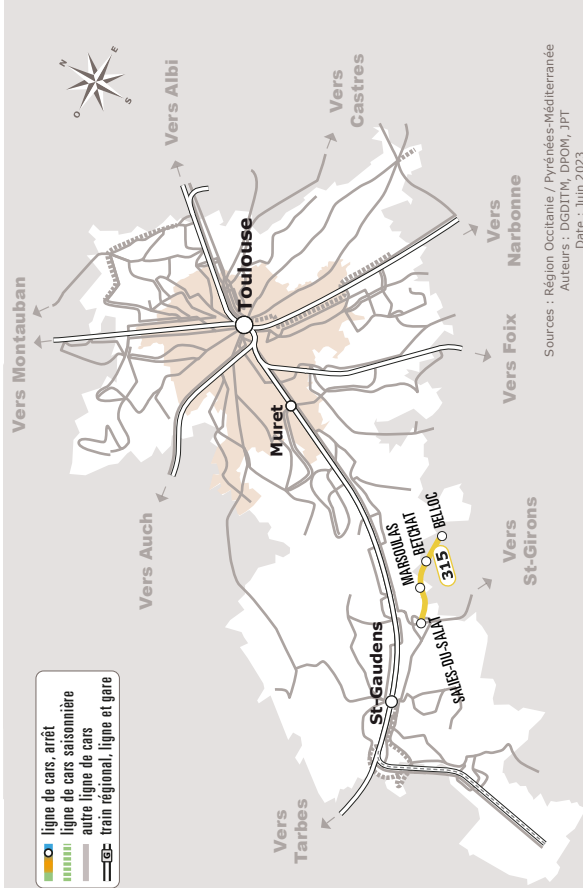 N
E
S
O
Vers Montauban
Vers Albi
Vers
Castres
Toulouse
Vers
Narbonne
Vers Auch
Muret
Vers Foix
St-Gaudens
MARSOULAS
BETCHAT
BELLOC
315
SALIES-DU-SALAT
Vers
St-Girons
Vers
Tarbes
ligne de cars, arrêt
ligne de cars saisonnière
autre ligne de cars
G
train régional, ligne et gare
Sources : Région Occitanie / Pyrénées-Méditerranée
Auteurs : DGDITM, DPOM, JPT
Date : Juin 2023